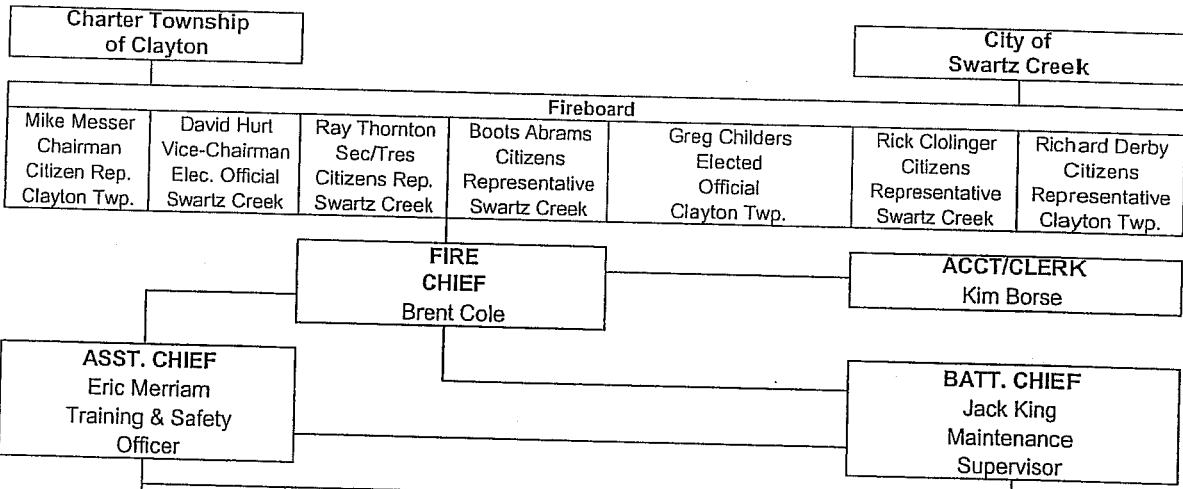 Charter Township
of Clayton
City of
Swartz Creek
Fireboard
Mike Messer
Chairman
Citizen Rep.
Clayton Twp.
David Hurt
Vice-Chairman
Elec. Official
Swartz Creek
Ray Thornton
Sec/Tres
Citizens Rep.
Swartz Creek
Boots Abrams
Citizens
Representative
Swartz Creek
Greg Childers
Elected
Official
Clayton Twp.
Rick Clolinger
Citizens
Representative
Swartz Creek
Richard Derby
Citizens
Representative
Clayton Twp.
FIRE
CHIEF
Brent Cole
ACCT/CLERK
Kim Borse
ASST. CHIEF
Eric Merriam
Training & Safety
Officer
BATT. CHIEF
Jack King
Maintenance
Supervisor